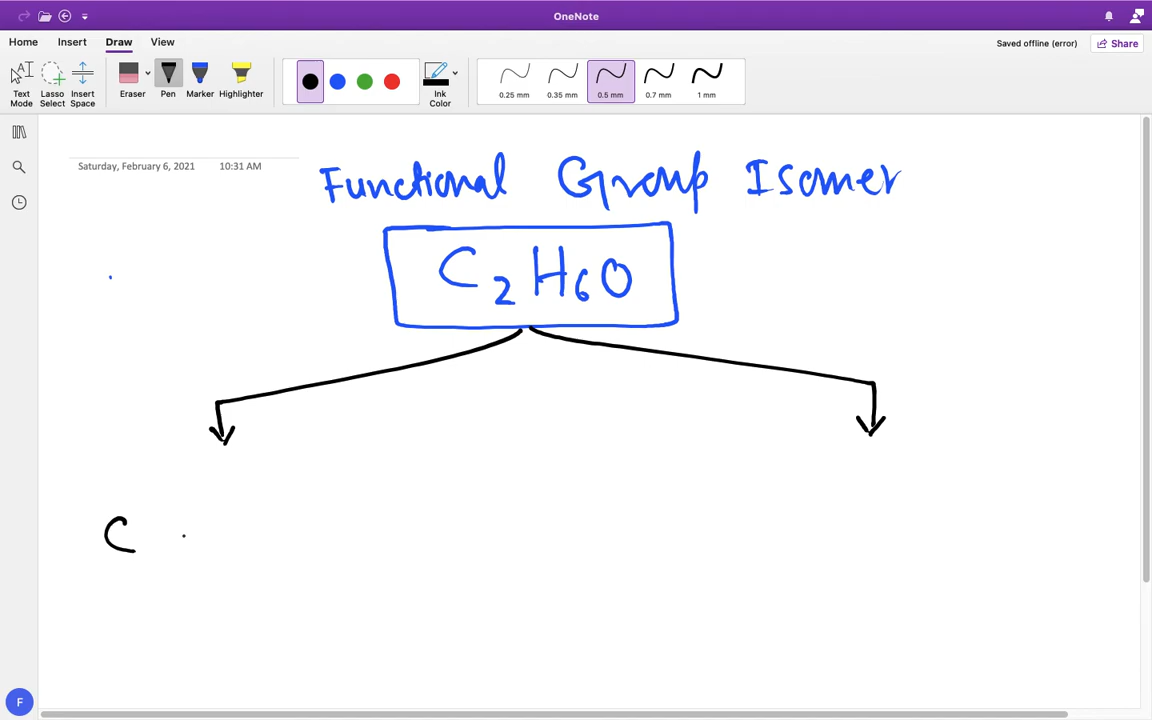 OneNote
Home Insert Draw View
Saved offline (error) Share
Text Mode Lasso Select Insert Space Eraser Pen Marker Highlighter Ink Color 0.25 mm 0.35 mm 0.5 mm 0.7 mm 1 mm
Saturday, February 6, 2021 10:31 AM
Functional Group Isomer
C₂H₆O
C
F